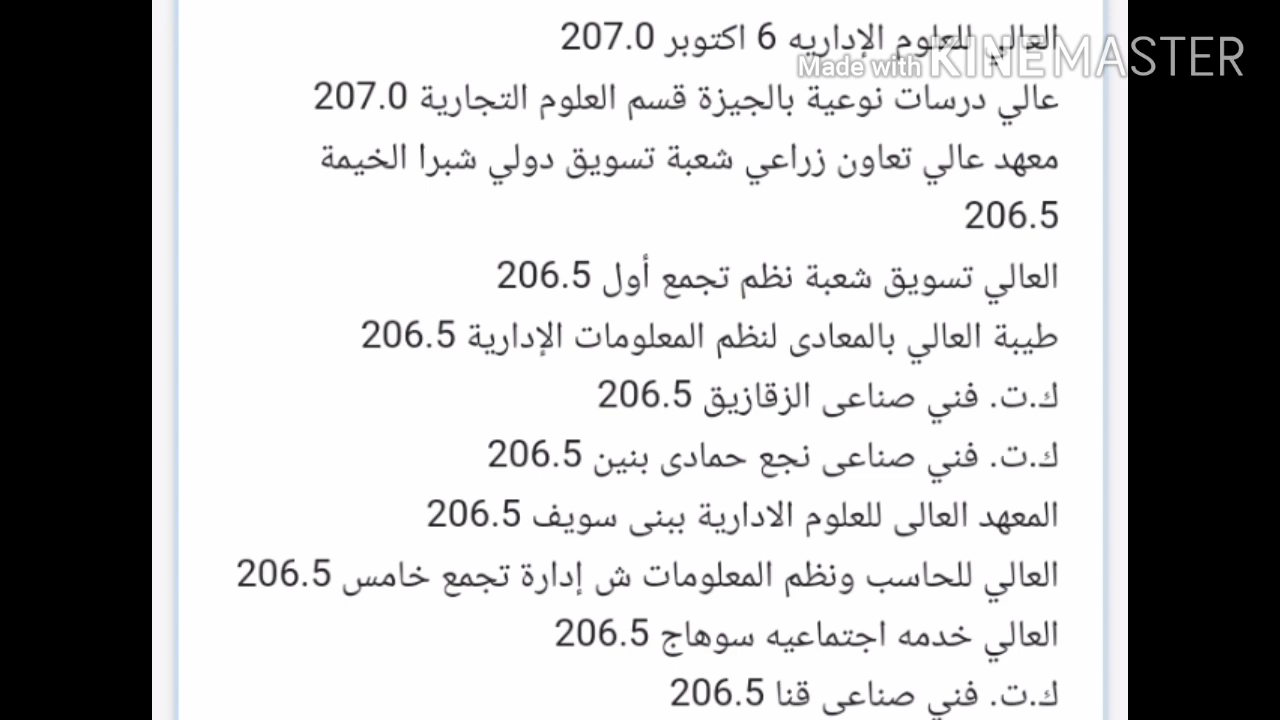 العالي للعلوم الإداريه 6 اكتوبر 207.0
Made with KINEMASTER
عالي درسات نوعية بالجيزة قسم العلوم التجارية 207.0
معهد عالي تعاون زراعي شعبة تسويق دولي شبرا الخيمة
206.5
العالي تسويق شعبة نظم تجمع أول 206.5
طيبة العالي بالمعادى لنظم المعلومات الإدارية 206.5
ك.ت. فني صناعى الزقازيق 206.5
ك.ت. فني صناعى نجع حمادى بنين 206.5
المعهد العالى للعلوم الادارية ببنى سويف 206.5
العالي للحاسب ونظم المعلومات ش إدارة تجمع خامس 206.5
العالي خدمه اجتماعيه سوهاج 206.5
ك.ت. فني صناعى قنا 206.5